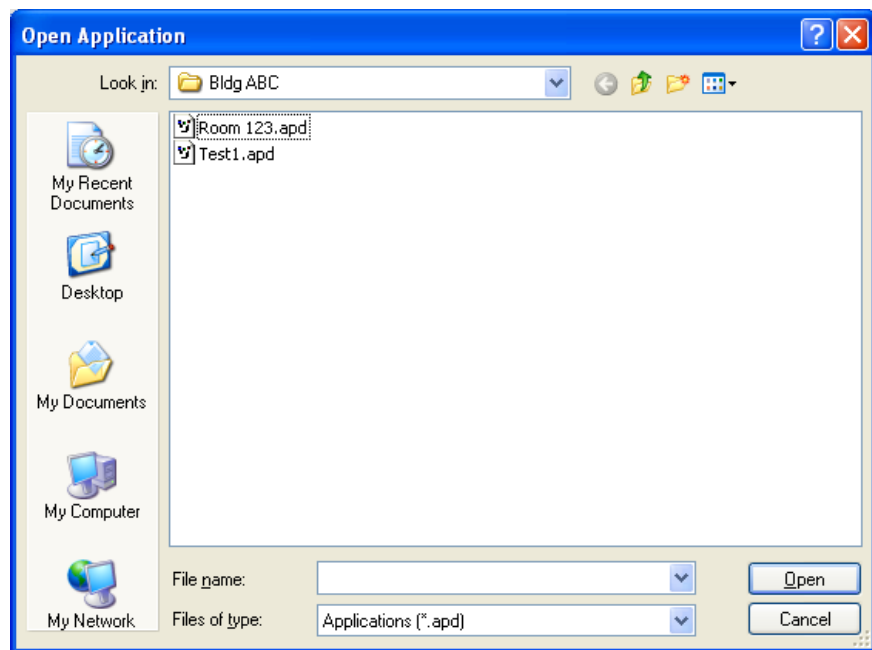 Open Application
Look in: Bldg ABC
Room 123.apd
Test1.apd
My Recent
Documents
Desktop
My Documents
My Computer
My Network
File name:
Open
Files of type: Applications (*.apd)
Cancel